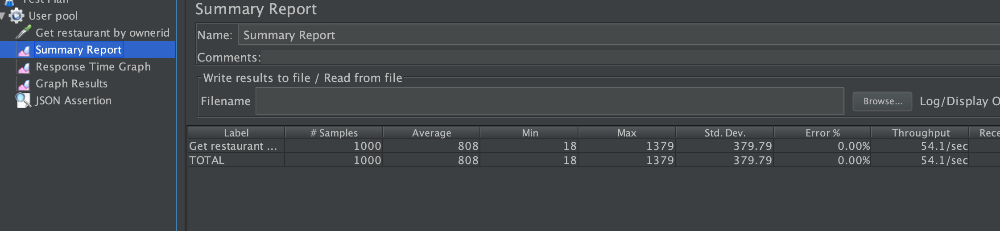 Test Plan
User pool
Get restaurant by ownerid
Summary Report
Response Time Graph
Graph Results
JSON Assertion
Summary Report
Name: Summary Report
Comments:
Write results to file / Read from file
Filename Browse... Log/Display O
Label # Samples Average Min Max Std. Dev. Error % Throughput Rece
Get restaurant ... 1000 808 18 1379 379.79 0.00% 54.1/sec
TOTAL 1000 808 18 1379 379.79 0.00% 54.1/sec